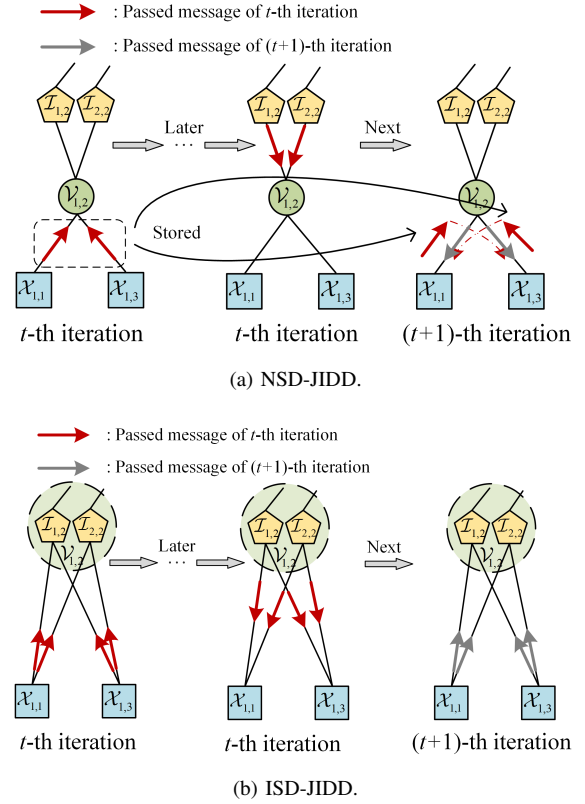 : Passed message of t-th iteration
: Passed message of (t+1)-th iteration
I1,2 I2,2 Later ... I1,2 I2,2 Next I1,2 I2,2
V1,2 V1,2 V1,2
Stored
X1,1 X1,3 X1,1 X1,3 X1,1 X1,3
t-th iteration t-th iteration (t+1)-th iteration
(a) NSD-JIDD.
: Passed message of t-th iteration
: Passed message of (t+1)-th iteration
I1,2 I2,2 I1,2 I2,2 I1,2 I2,2
V1,2 Later ... V1,2 Next V1,2
X1,1 X1,3 X1,1 X1,3 X1,1 X1,3
t-th iteration t-th iteration (t+1)-th iteration
(b) ISD-JIDD.